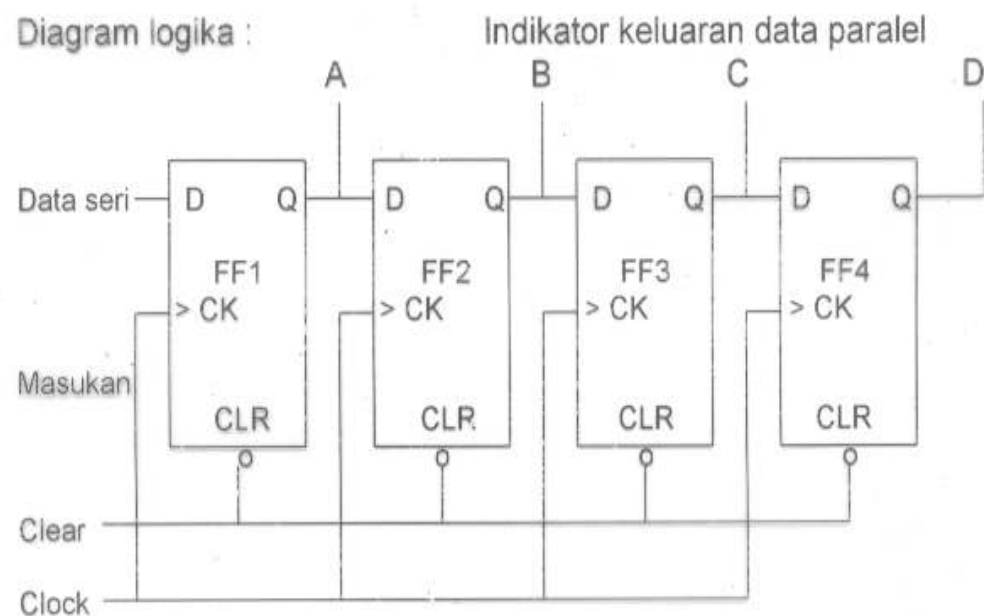 Diagram logika : Indikator keluaran data paralel
A B C D
Data seri D Q D Q D Q D Q
FF1 FF2 FF3 FF4
> CK > CK > CK > CK
Masukan
CLR CLR CLR CLR
Clear
Clock